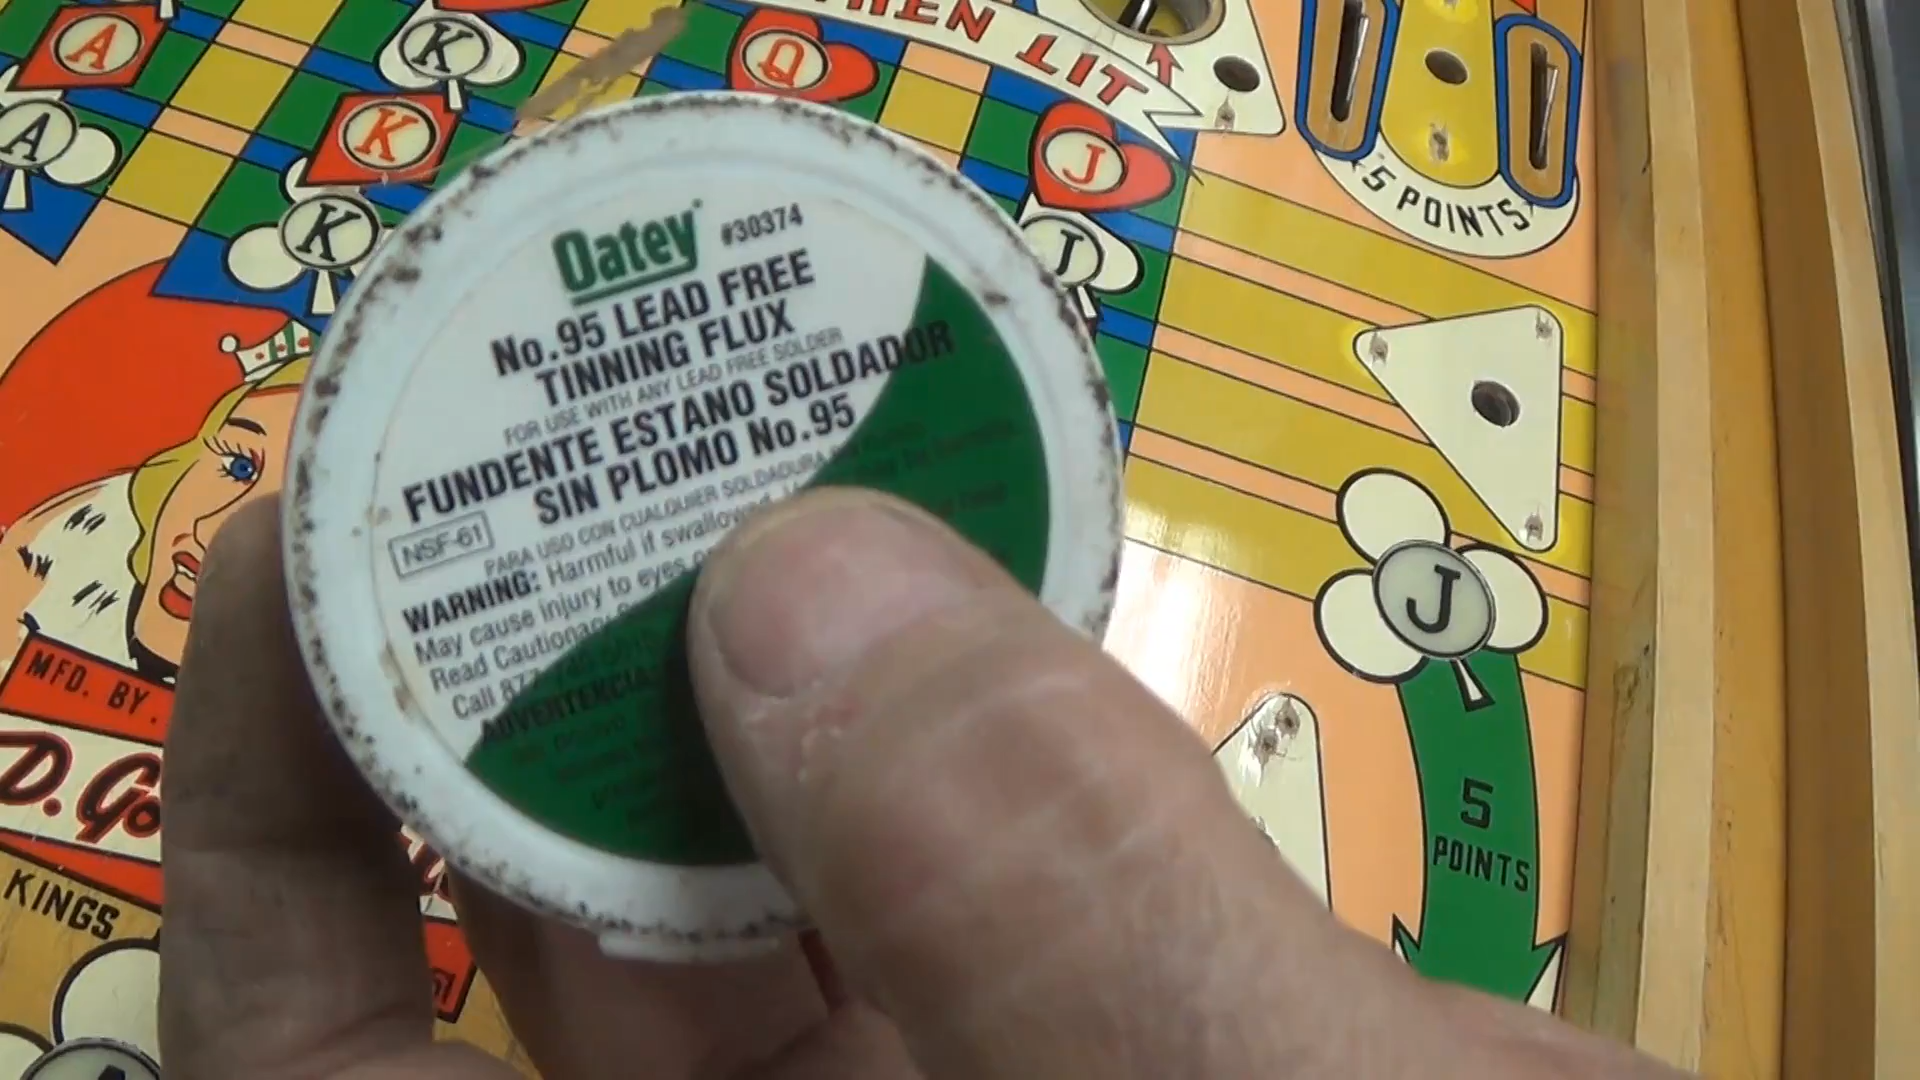 A
K
Q
WHEN LIT
A
K
J
5 POINTS
K
J
Oatey #30374
No.95 LEAD FREE
TINNING FLUX
FOR USE WITH ANY LEAD FREE SOLDER
FUNDENTE ESTANO SOLDADOR
SIN PLOMO No.95
PARA USO CON CUALQUIER SOLDADURA
NSF-61
WARNING: Harmful if swallowed.
May cause injury to eyes
Read Cautionary
Call 877
ADVERTENCIA:
J
5
POINTS
MFD. BY.
D. Go
KINGS